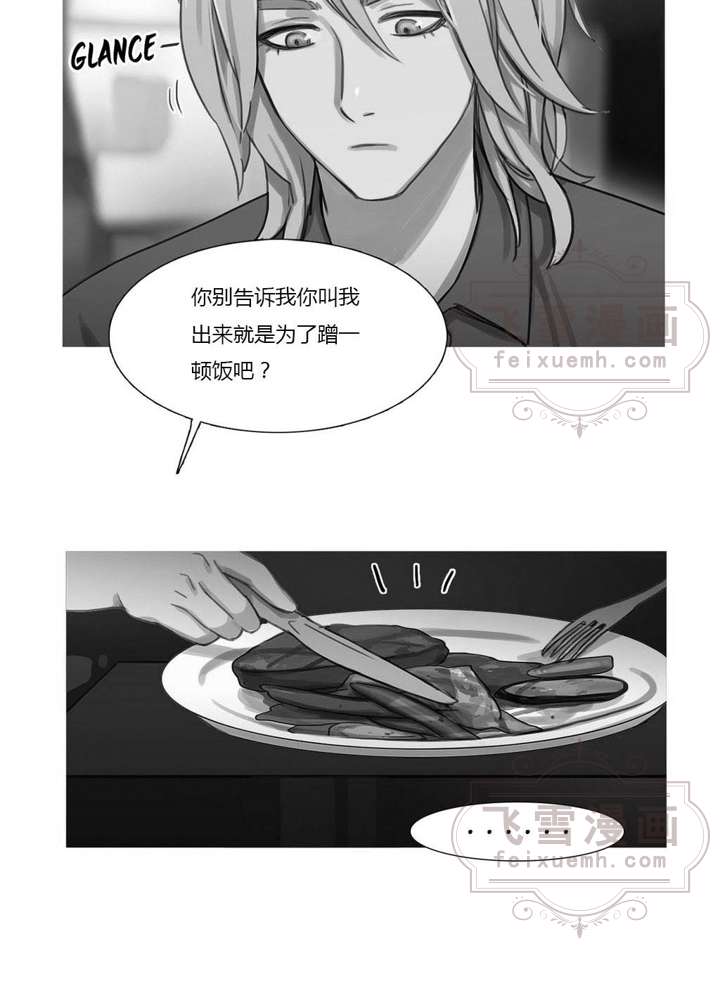 GLANCE
你别告诉我你叫我
出来就是为了蹭一
顿饭吧？
飞雪漫画
feixuemh.com
......
飞雪漫画
feixuemh.com